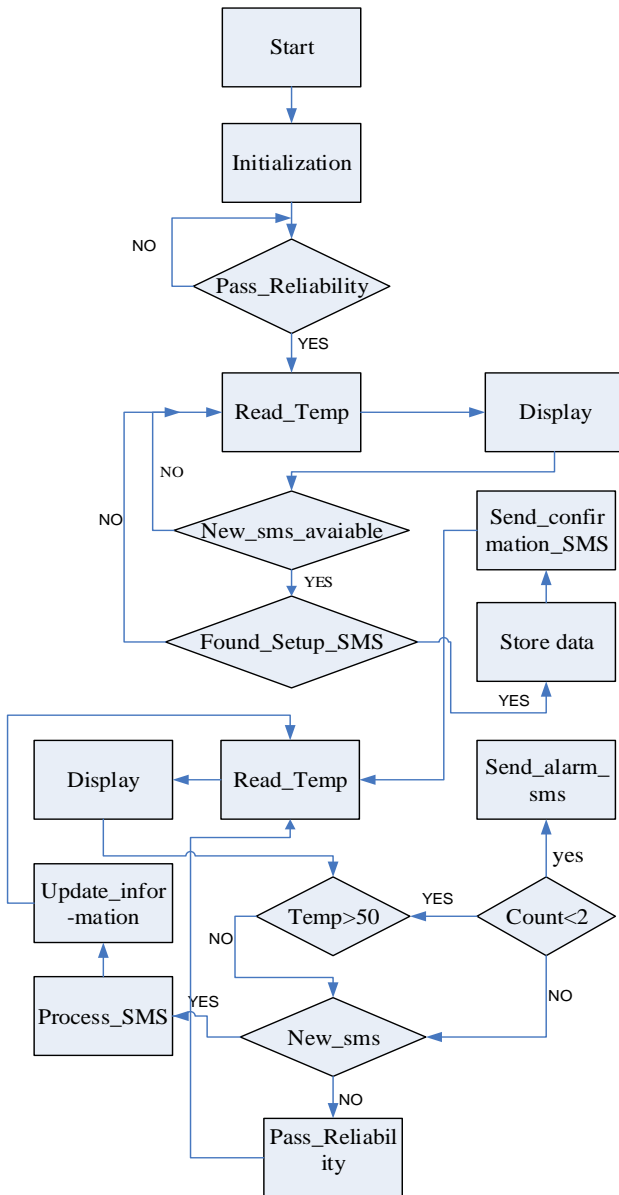 Start
Initialization
NO
Pass_Reliability
YES
Read_Temp
Display
NO
NO
New_sms_avaiable
Send_confir
mation_SMS
YES
Found_Setup_SMS
Store data
YES
Display
Read_Temp
Send_alarm_
sms
yes
Update_infor
-mation
Temp>50
YES
Count<2
NO
NO
Process_SMS
YES
New_sms
NO
Pass_Reliabil
ity